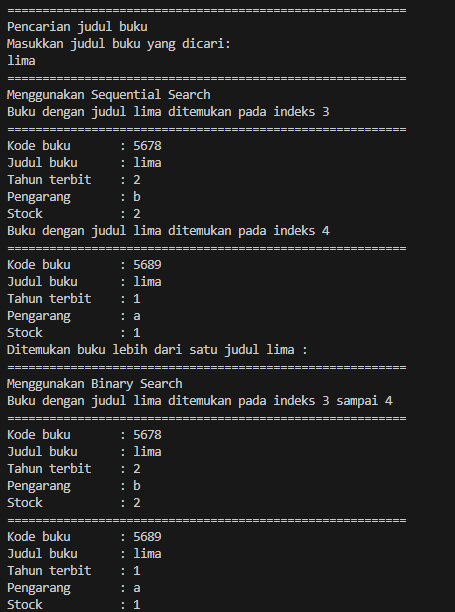 =========================================================
Pencarian judul buku
Masukkan judul buku yang dicari:
lima
=========================================================
Menggunakan Sequential Search
Buku dengan judul lima ditemukan pada indeks 3
=========================================================
Kode buku       : 5678
Judul buku      : lima
Tahun terbit    : 2
Pengarang       : b
Stock           : 2
Buku dengan judul lima ditemukan pada indeks 4
=========================================================
Kode buku       : 5689
Judul buku      : lima
Tahun terbit    : 1
Pengarang       : a
Stock           : 1
Ditemukan buku lebih dari satu judul lima :
=========================================================
Menggunakan Binary Search
Buku dengan judul lima ditemukan pada indeks 3 sampai 4
=========================================================
Kode buku       : 5678
Judul buku      : lima
Tahun terbit    : 2
Pengarang       : b
Stock           : 2
=========================================================
Kode buku       : 5689
Judul buku      : lima
Tahun terbit    : 1
Pengarang       : a
Stock           : 1